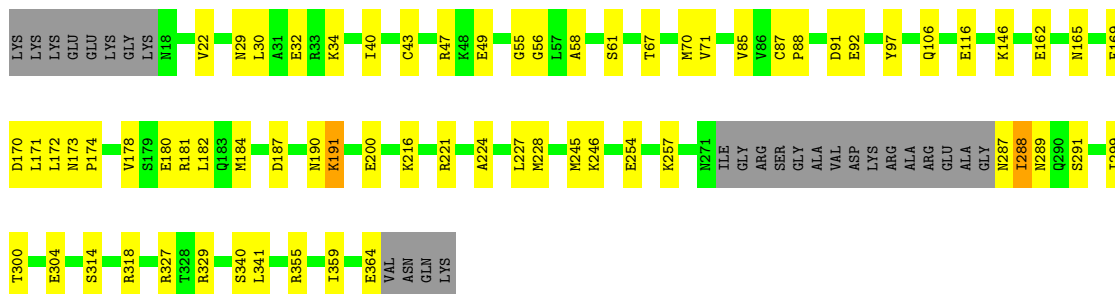 LYS LYS LYS GLU GLU LYS GLY LYS N18 V22 N29 L30 A31 E32 R33 K34 I40 C43 R47 K48 E49 G55 G56 L57 A58 S61 T67 M70 V71 V85 V86 C87 P88 D91 E92 Y97 Q106 E116 K146 E162 N165
D170 L171 L172 N173 P174 V178 S179 E180 R181 L182 Q183 M184 D187 N190 K191 E200 K216 R221 A224 L227 M228 M245 K246 E254 K257 N271 ILE GLY ARG SER GLY ALA VAL ASP LYS ARG ALA ARG GLU ALA GLY N287 I288 N289 Q290 S291
T300 E304 S314 R318 R327 T328 R329 S340 L341 R355 I359 E364 VAL ASN GLN LYS